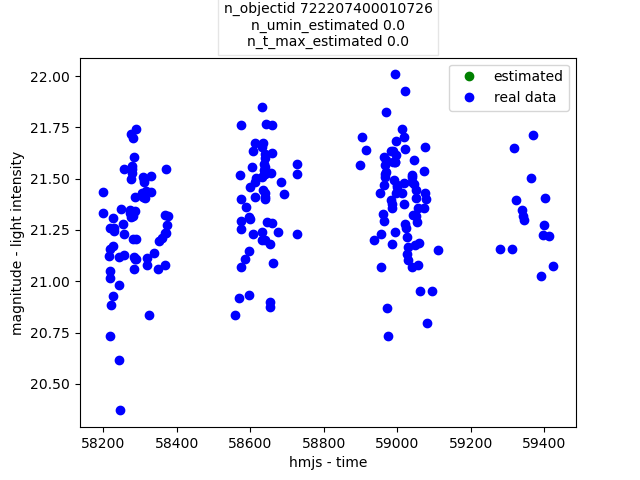 n_objectid 722207400010726
n_umin_estimated 0.0
n_t_max_estimated 0.0
22.00
21.75
21.50
21.25
21.00
20.75
20.50
magnitude - light intensity
estimated
real data
58200 58400 58600 58800 59000 59200 59400
hmjs - time